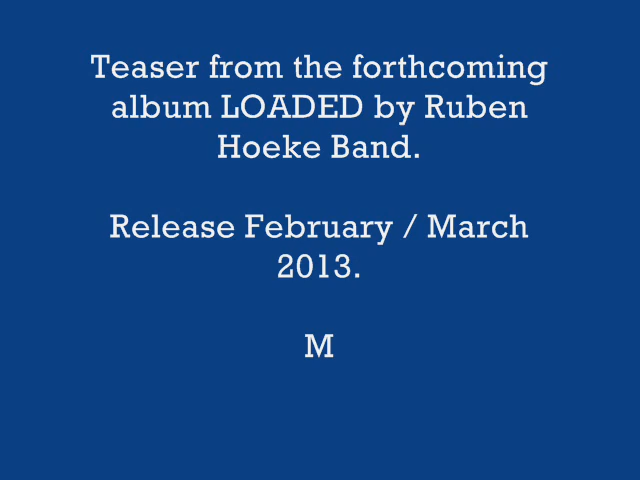 Teaser from the forthcoming
album LOADED by Ruben
Hoeke Band.
Release February / March
2013.
M